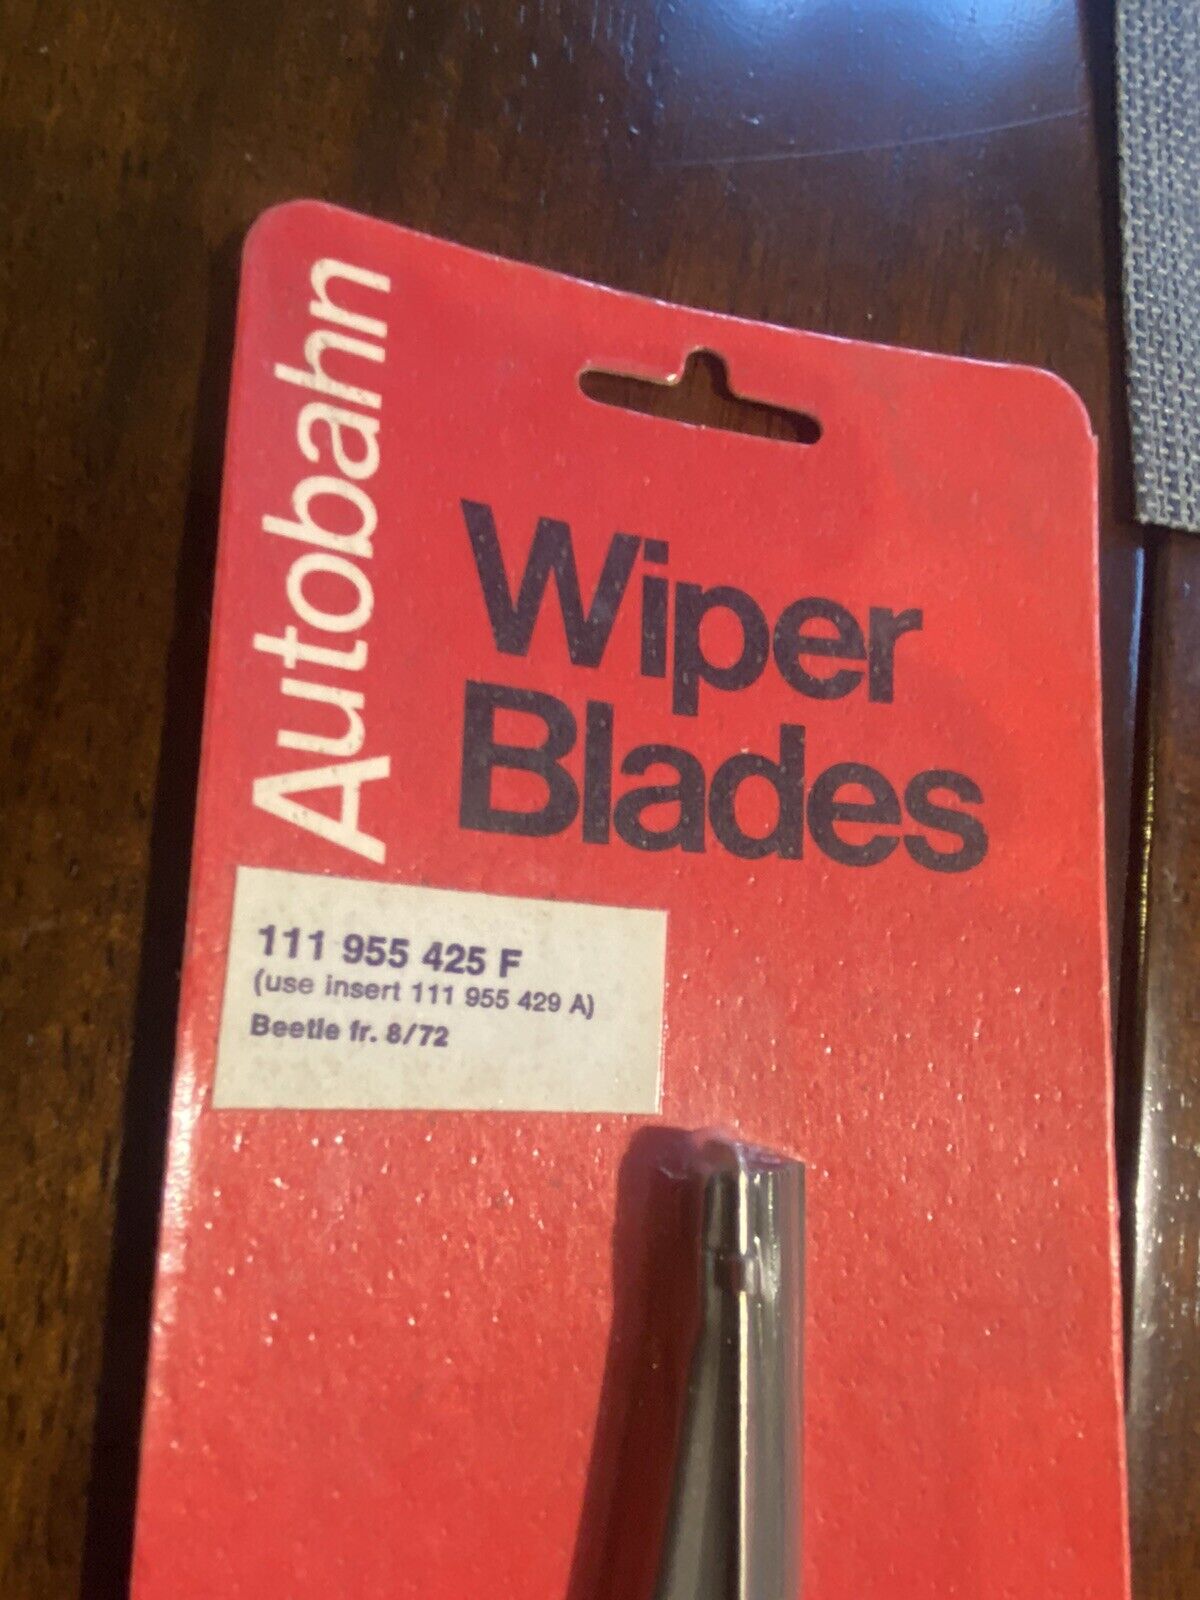 Autobahn
Wiper
Blades
111 955 425 F
(use insert 111 955 429 A)
Beetle fr. 8/72